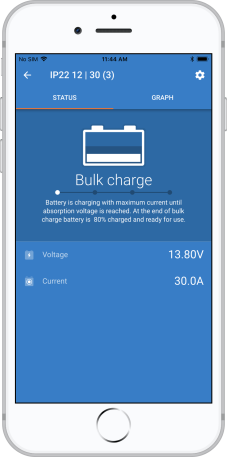 No SIM 11:44 AM
IP22 12 | 30 (3)
STATUS GRAPH
Bulk charge
Battery is charging with maximum current until
absorption voltage is reached. At the end of bulk
charge battery is 80% charged and ready for use.
Voltage 13.80V
Current 30.0A